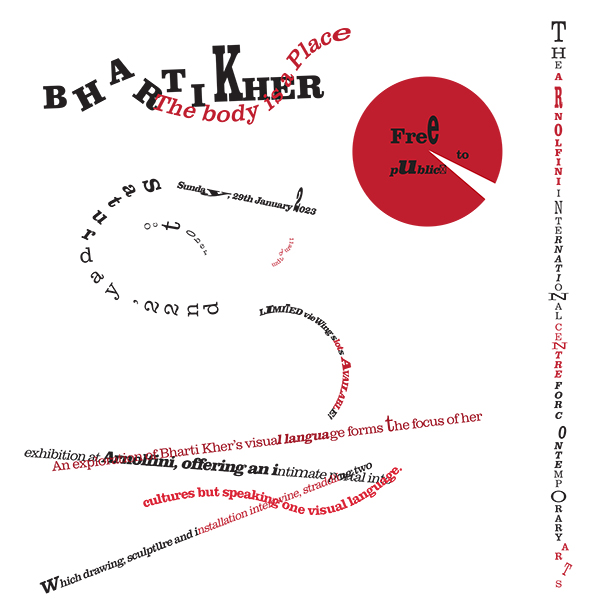 BHARTI KHER
The body is a Place
Free
to
public
THE ARNOLFINI INTERNATIONAL CENTRE FOR CONTEMPORARY ARTS
Saturday, 22nd
to
Sunday, 29th January 2023
LIMITED vieWing slots AVAILABLE!
An exploration of Bharti Kher's visual language forms the focus of her
exhibition at Arnolfini, offering an intimate portal into
Which drawing, sculpture and installation intertwine, straddling two
cultures but speaking one visual language.